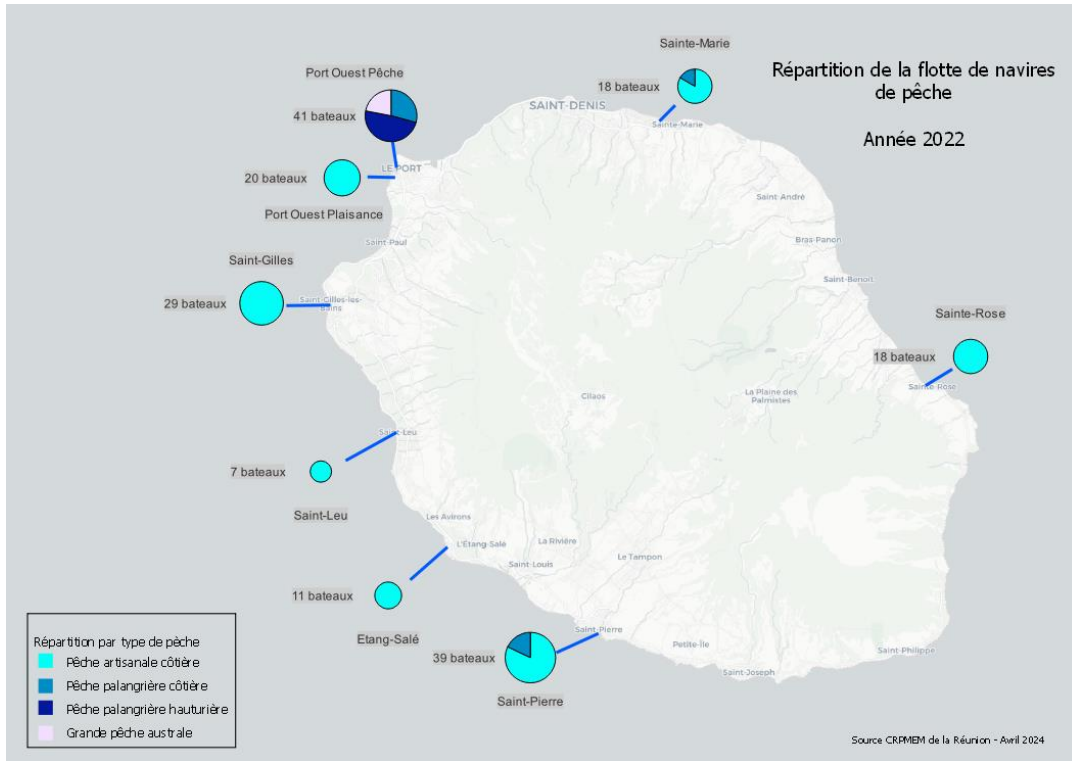 Répartition de la flotte de navires
de pêche
Année 2022
Sainte-Marie
18 bateaux
Port Ouest Pêche
41 bateaux
SAINT-DENIS
Sainte-Marie
LE PORT
20 bateaux
Port Ouest Plaisance
Saint-André
Saint-Paul
Bras-Panon
Saint-Gilles
29 bateaux
Saint-Gilles-les-
Bains
Saint-Benoit
Sainte-Rose
18 bateaux
Sainte-Rose
Cilaos
La Plaine des
Palmistes
Saint-Leu
7 bateaux
Saint-Leu
Les Avirons
L'Etang-Salé
La Rivière
Saint-Louis
Le Tampon
11 bateaux
Etang-Salé
Saint-Pierre
Petite-Île
Saint-Joseph
Saint-Philippe
39 bateaux
Saint-Pierre
Répartition par type de pèche
Pêche artisanale côtière
Pêche palangrière côtière
Pêche palangrière hauturière
Grande pêche australe
Source CRPMEM de la Réunion - Avril 2024